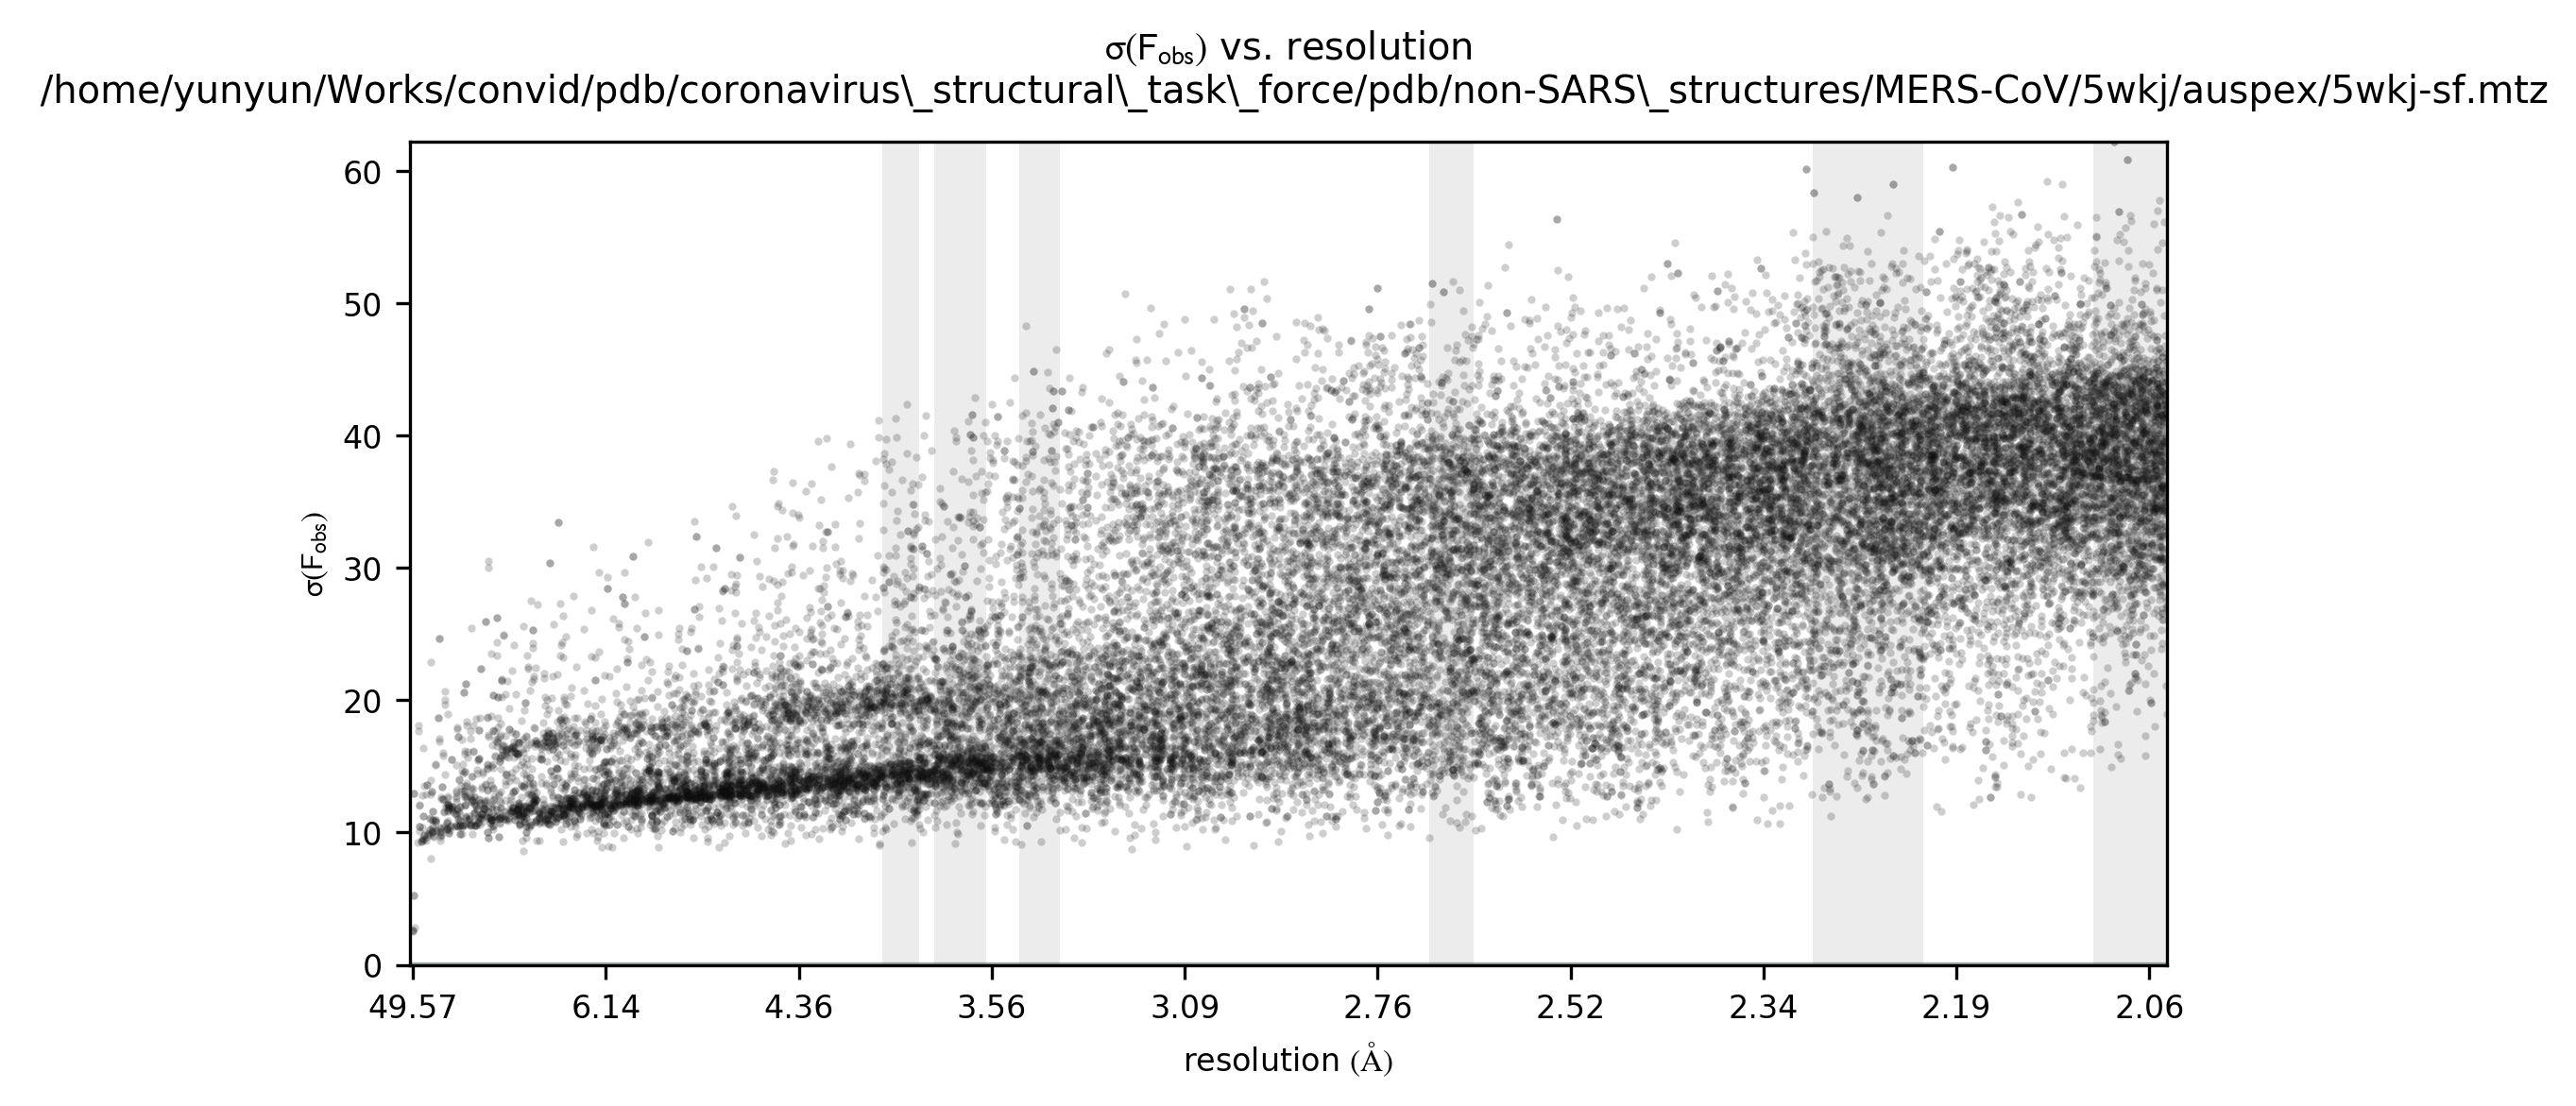 σ(Fobs) vs. resolution
/home/yunyun/Works/convid/pdb/coronavirus\_structural\_task\_force/pdb/non-SARS\_structures/MERS-CoV/5wkj/auspex/5wkj-sf.mtz
60
50
40
30
20
10
0
σ(Fobs)
49.57 6.14 4.36 3.56 3.09 2.76 2.52 2.34 2.19 2.06
resolution (Å)